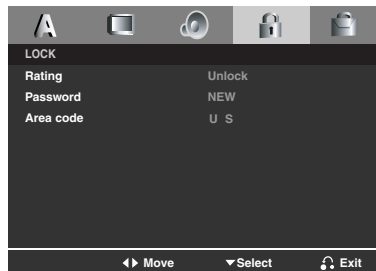 A
LOCK
Rating Unlock
Password NEW
Area code U S
Move Select Exit